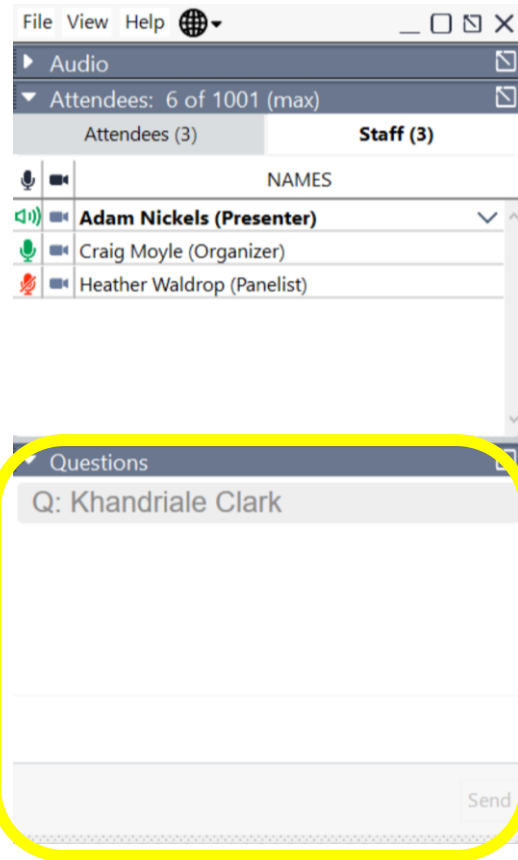 File View Help
Audio
Attendees: 6 of 1001 (max)
Attendees (3) Staff (3)
NAMES
Adam Nickels (Presenter)
Craig Moyle (Organizer)
Heather Waldrop (Panelist)
Questions
Q: Khandriale Clark
Send